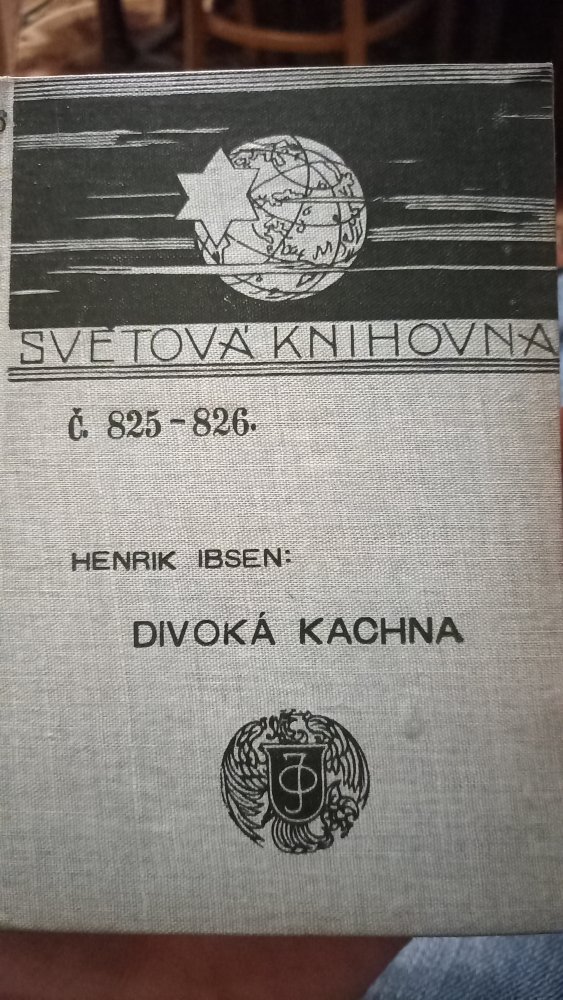 SVĚTOVÁ KNIHOVNA
Č. 825-826.
HENRIK IBSEN:
DIVOKÁ KACHNA